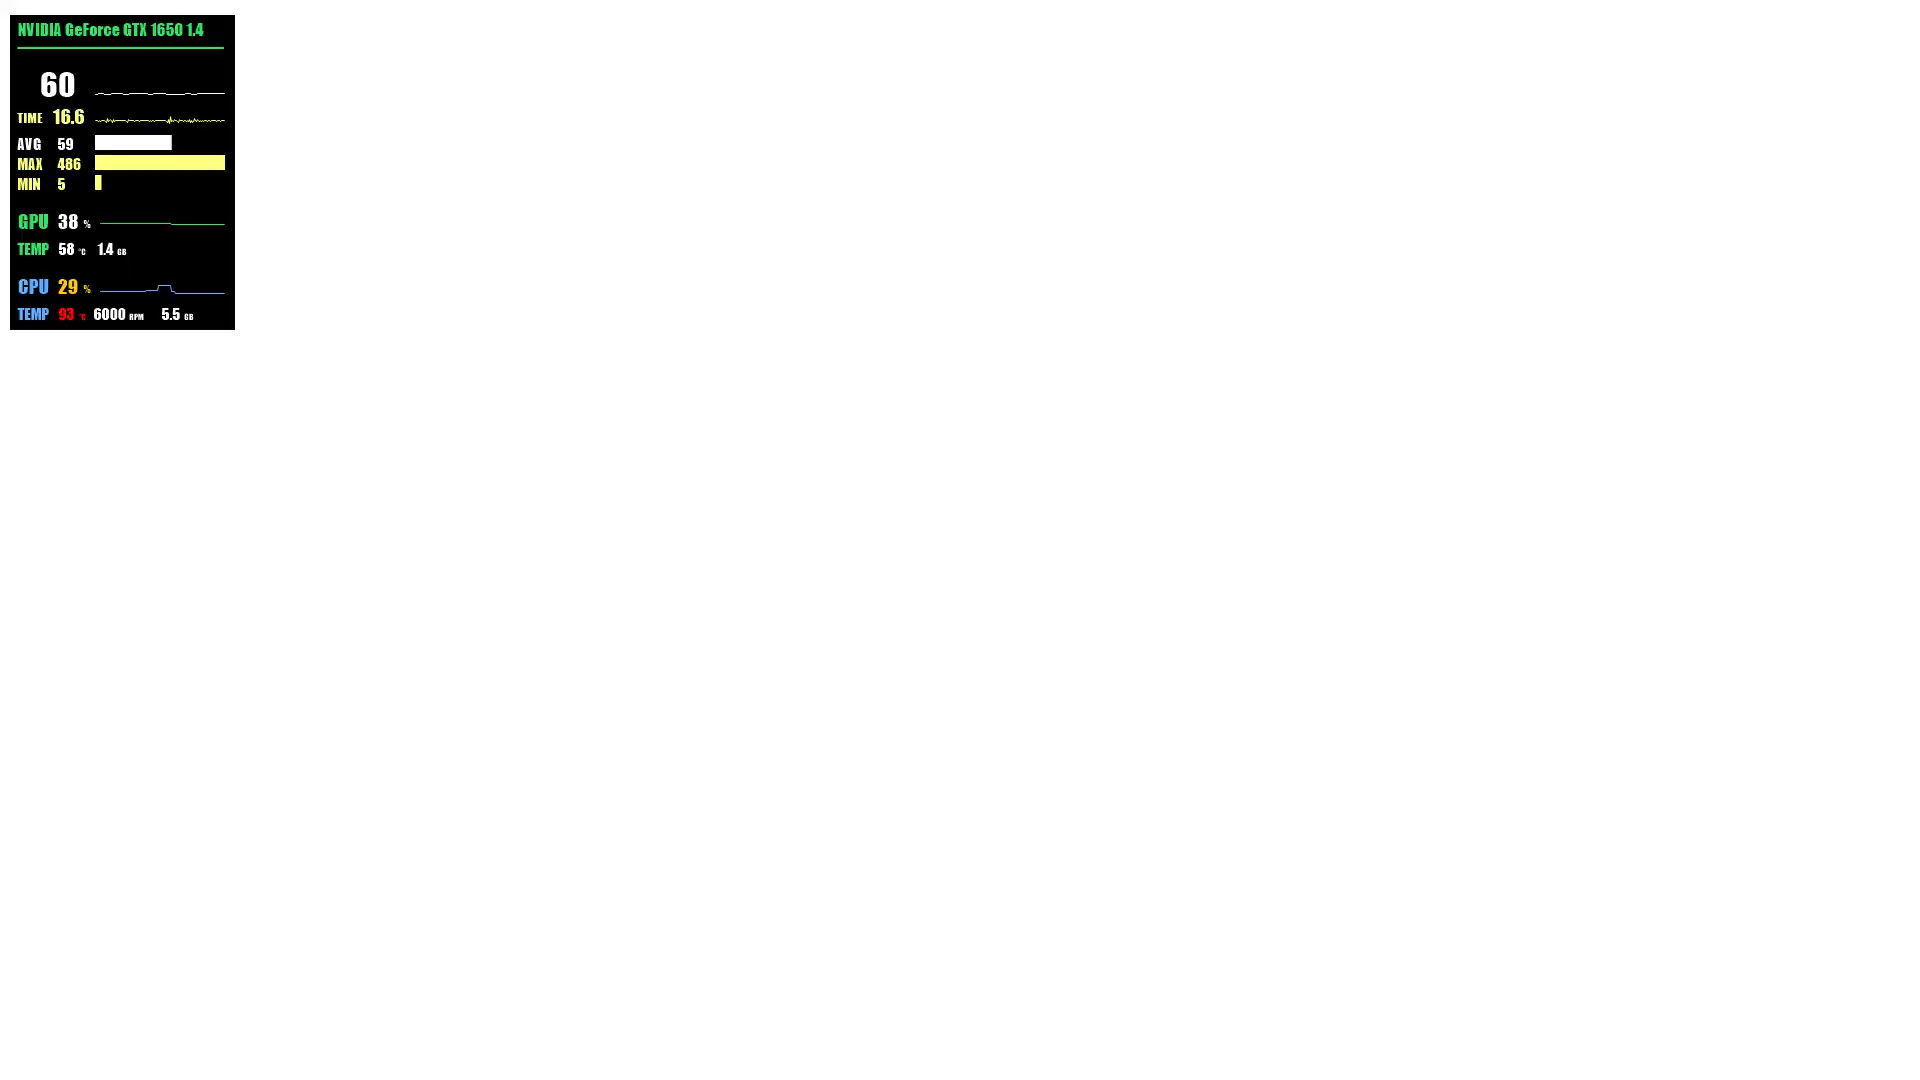 NVIDIA GeForce GTX 1650 1.4
60
TIME 16.6
AVG 59
MAX 486
MIN 5
GPU 38 %
TEMP 58 °C 1.4 GB
CPU 29 %
TEMP 93 °C 6000 RPM 5.5 GB